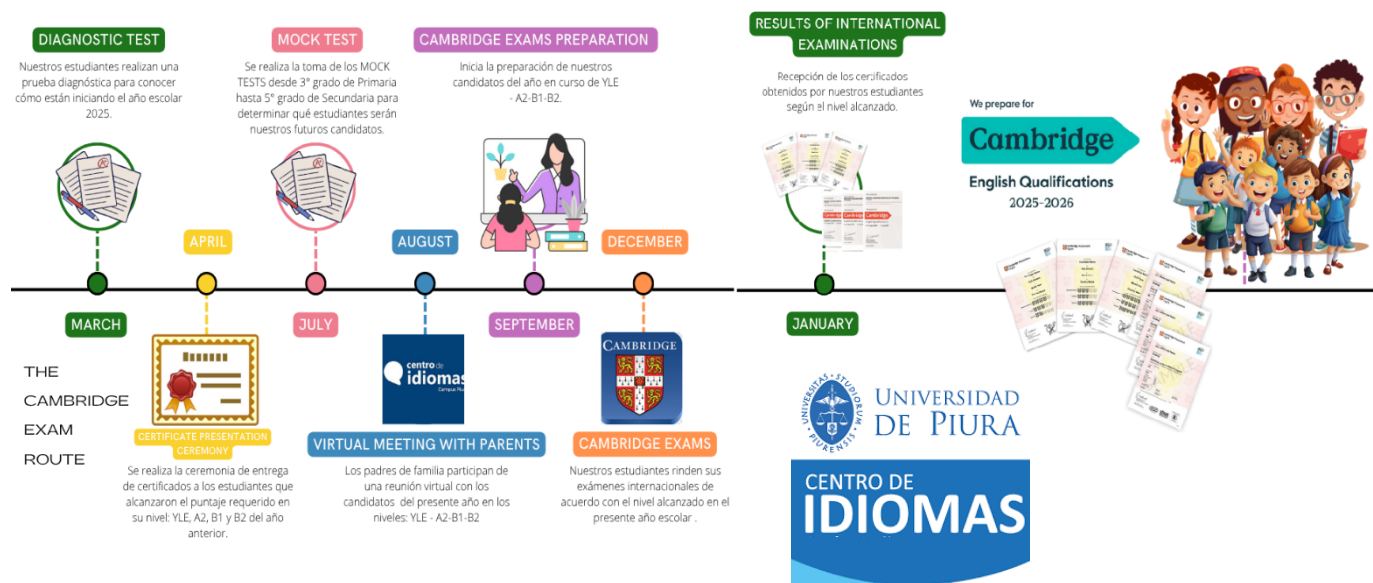 DIAGNOSTIC TEST
Nuestros estudiantes realizan una
prueba diagnóstica para conocer
cómo están iniciando el año escolar
2025.
MOCK TEST
Se realiza la toma de los MOCK
TESTS desde 3° grado de Primaria
hasta 5° grado de Secundaria para
determinar qué estudiantes serán
nuestros futuros candidatos.
CAMBRIDGE EXAMS PREPARATION
Inicia la preparación de nuestros
candidatos del año en curso de YLE
- A2-B1-B2.
RESULTS OF INTERNATIONAL
EXAMINATIONS
Recepción de los certificados
obtenidos por nuestros estudiantes
según el nivel alcanzado.
We prepare for
Cambridge
English Qualifications
2025-2026
APRIL
AUGUST
DECEMBER
MARCH
JULY
SEPTEMBER
JANUARY
THE
CAMBRIDGE
EXAM
ROUTE
CERTIFICATE PRESENTATION
CEREMONY
Se realiza la ceremonia de entrega
de certificados a los estudiantes que
alcanzaron el puntaje requerido en
su nivel: YLE, A2, B1 y B2 del año
anterior.
centro de
idiomas
VIRTUAL MEETING WITH PARENTS
Los padres de familia participan de
una reunión virtual con los
candidatos del presente año en los
niveles: YLE - A2-B1-B2
CAMBRIDGE
CAMBRIDGE EXAMS
Nuestros estudiantes rinden sus
exámenes internacionales de
acuerdo con el nivel alcanzado en el
presente año escolar .
UNIVERSITAS STUDIORUM PIURENSIS
UNIVERSIDAD
DE PIURA
CENTRO DE
IDIOMAS